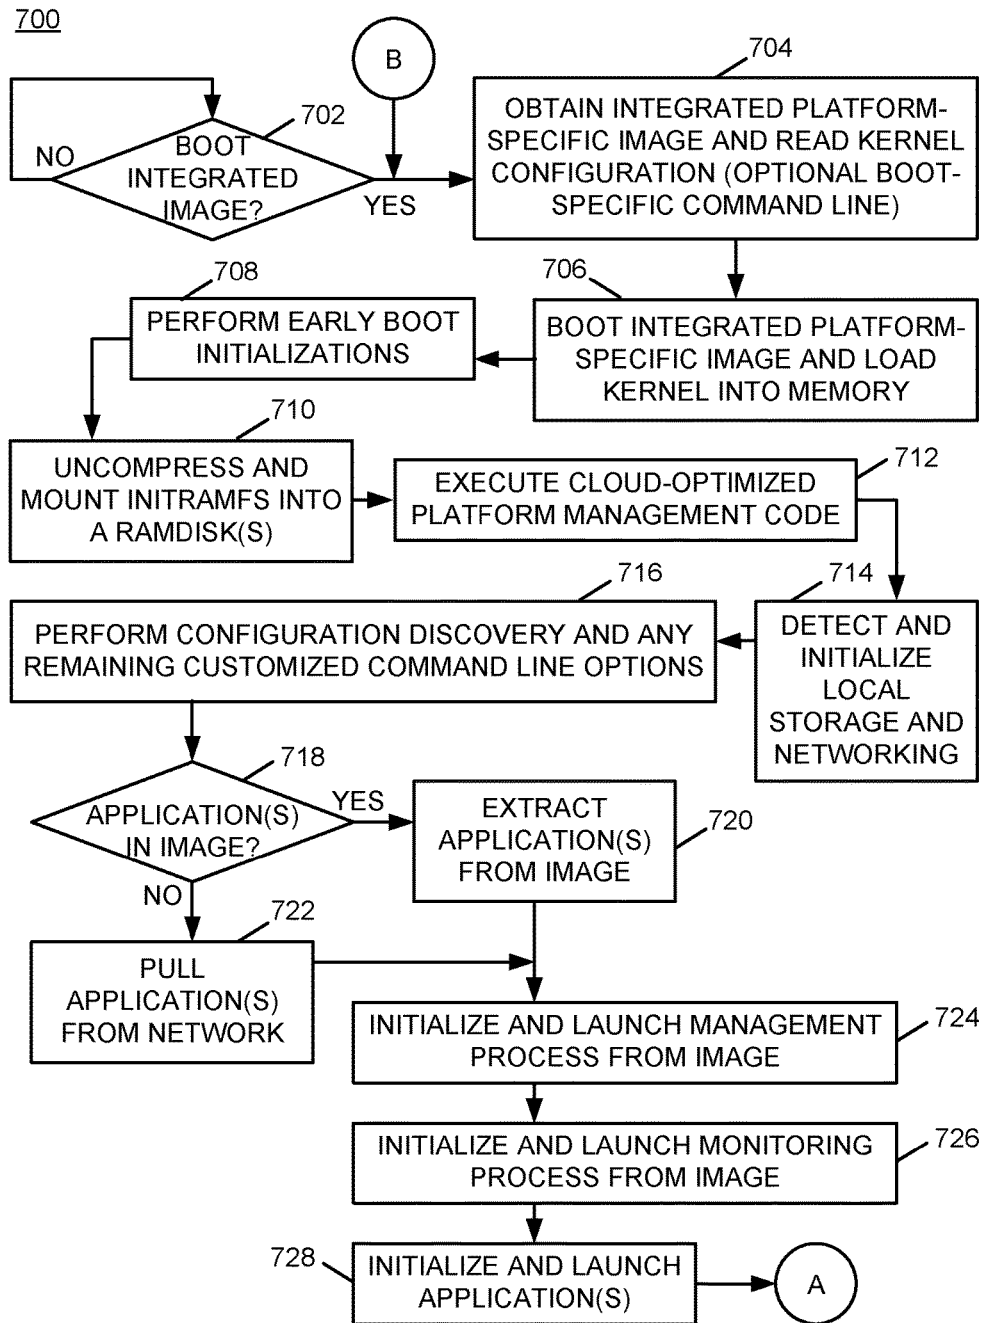 700
B
704
702
NO
BOOT
INTEGRATED
IMAGE?
YES
OBTAIN INTEGRATED PLATFORM-
SPECIFIC IMAGE AND READ KERNEL
CONFIGURATION (OPTIONAL BOOT-
SPECIFIC COMMAND LINE)
708
706
PERFORM EARLY BOOT
INITIALIZATIONS
BOOT INTEGRATED PLATFORM-
SPECIFIC IMAGE AND LOAD
KERNEL INTO MEMORY
710
UNCOMPRESS AND
MOUNT INITRAMFS INTO
A RAMDISK(S)
712
EXECUTE CLOUD-OPTIMIZED
PLATFORM MANAGEMENT CODE
716
714
PERFORM CONFIGURATION DISCOVERY AND ANY
REMAINING CUSTOMIZED COMMAND LINE OPTIONS
DETECT AND
INITIALIZE
LOCAL
STORAGE AND
NETWORKING
718
APPLICATION(S)
IN IMAGE?
YES
NO
EXTRACT
APPLICATION(S)
FROM IMAGE
720
722
PULL
APPLICATION(S)
FROM NETWORK
INITIALIZE AND LAUNCH MANAGEMENT
PROCESS FROM IMAGE
724
INITIALIZE AND LAUNCH MONITORING
PROCESS FROM IMAGE
726
728
INITIALIZE AND LAUNCH
APPLICATION(S)
A